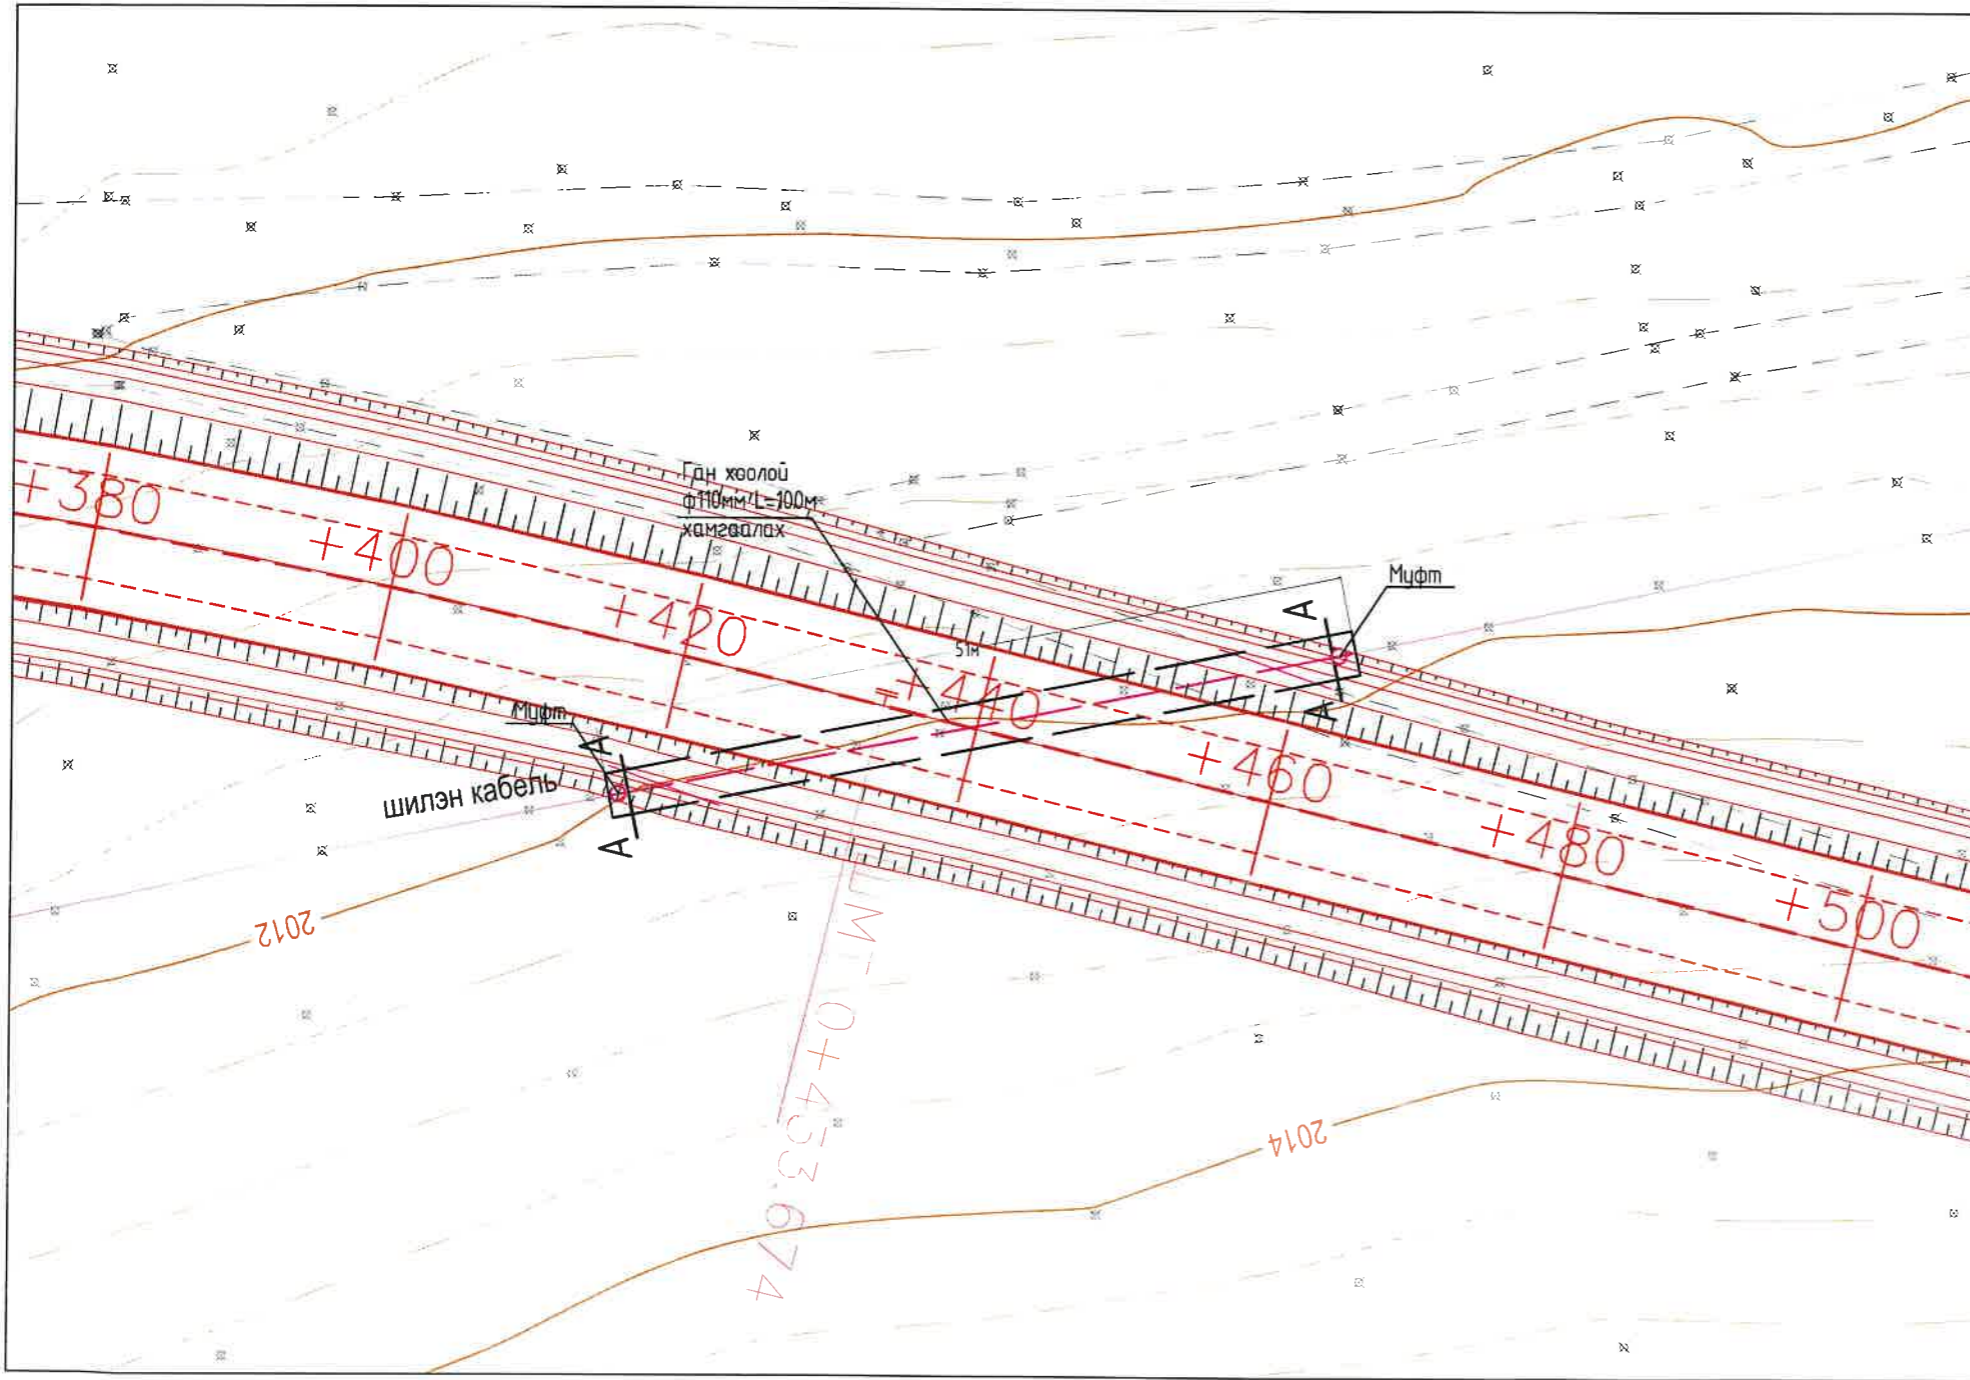 +380
+400
+420
+440
+460
+480
+500
Ган хоолой
ф110мм L=100м
хамгаалах
Муфт
А
А
51м
Муфт
А
А
шилэн кабель
2012
2014
0+453.674